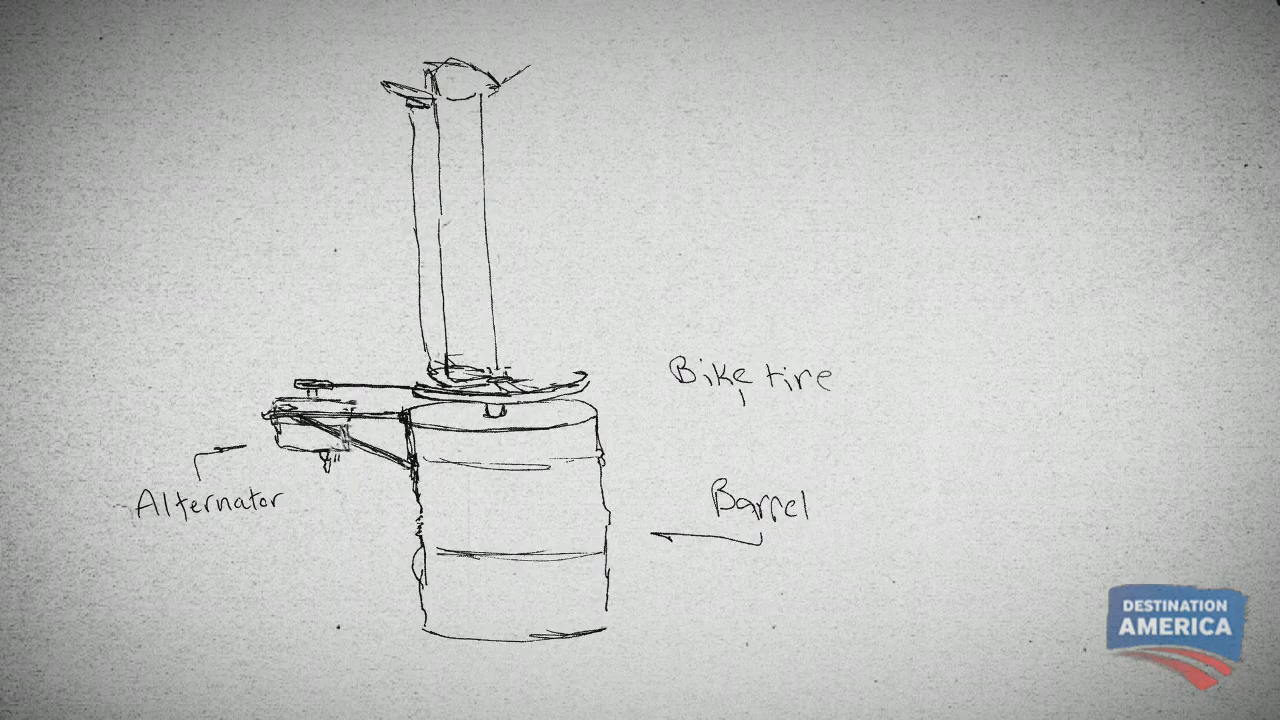 Bike tire
Barrel
Alternator
DESTINATION
AMERICA